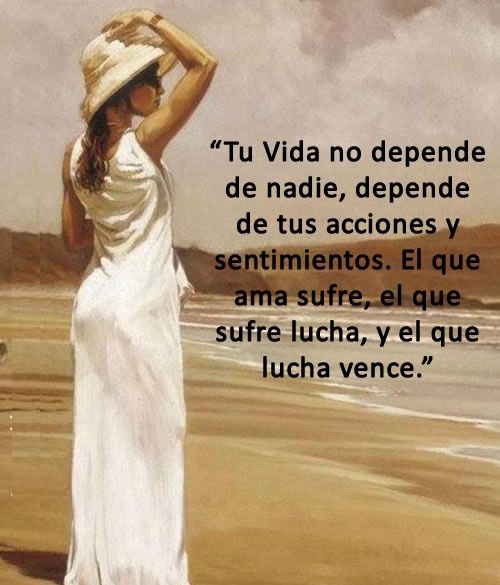 “Tu Vida no depende
de nadie, depende
de tus acciones y
sentimientos. El que
ama sufre, el que
sufre lucha, y el que
lucha vence.”